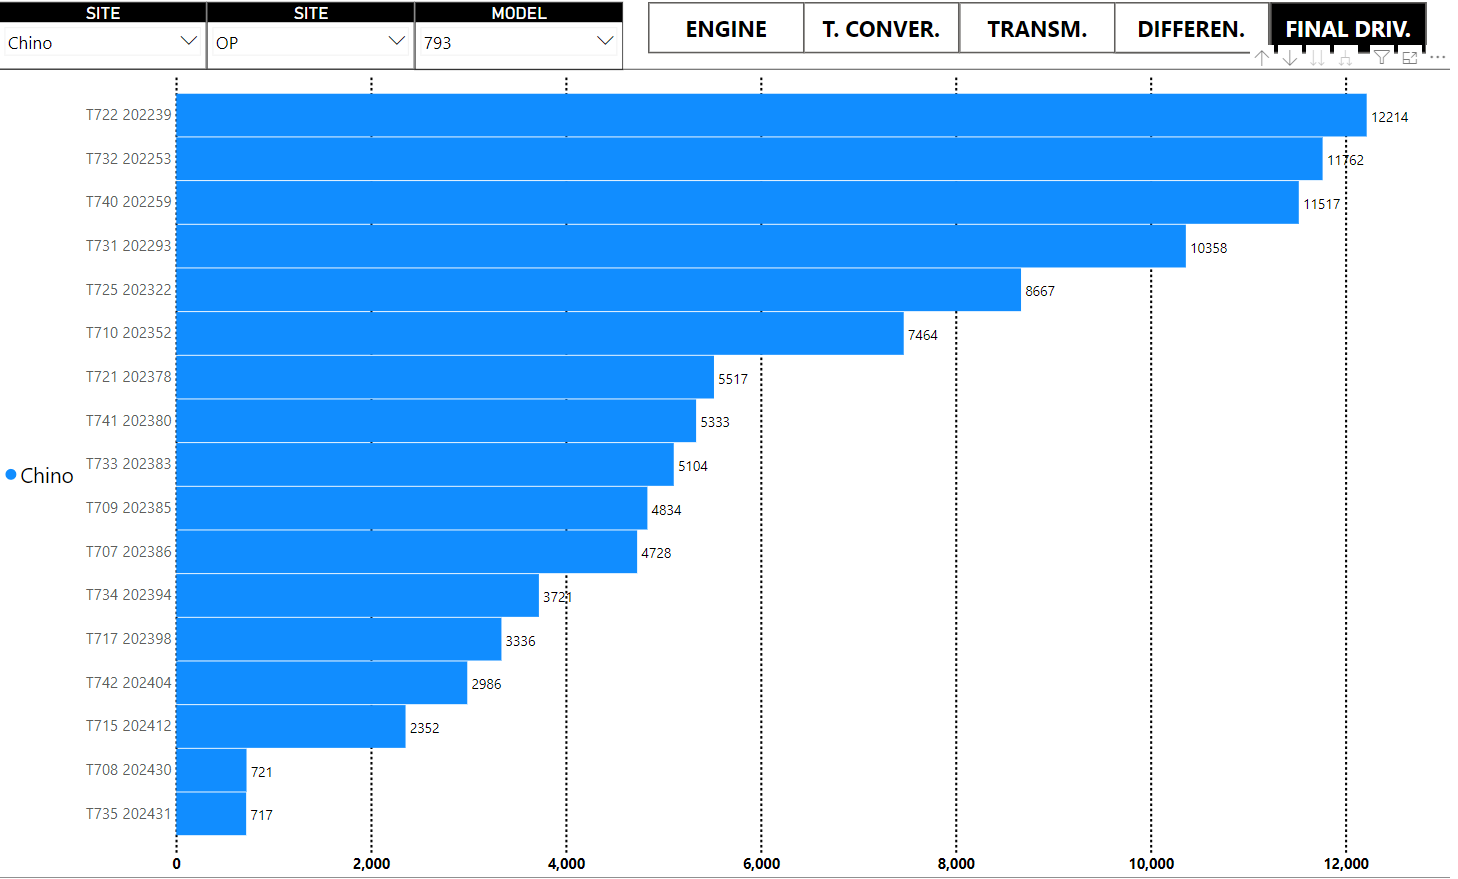 SITE SITE MODEL
Chino OP 793
ENGINE T. CONVER. TRANSM. DIFFEREN. FINAL DRIV.
T722 202239 12214
T732 202253 11762
T740 202259 11517
T731 202293 10358
T725 202322 8667
T710 202352 7464
T721 202378 5517
T741 202380 5333
T733 202383 5104
Chino
T709 202385 4834
T707 202386 4728
T734 202394 3721
T717 202398 3336
T742 202404 2986
T715 202412 2352
T708 202430 721
T735 202431 717
0 2,000 4,000 6,000 8,000 10,000 12,000